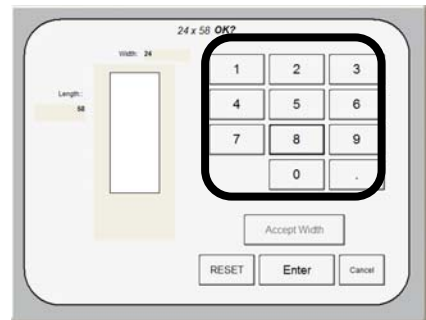 24 x 58 OK?
Width: 24
Length:
58
1 2 3
4 5 6
7 8 9
0 .
Accept Width
RESET Enter Cancel